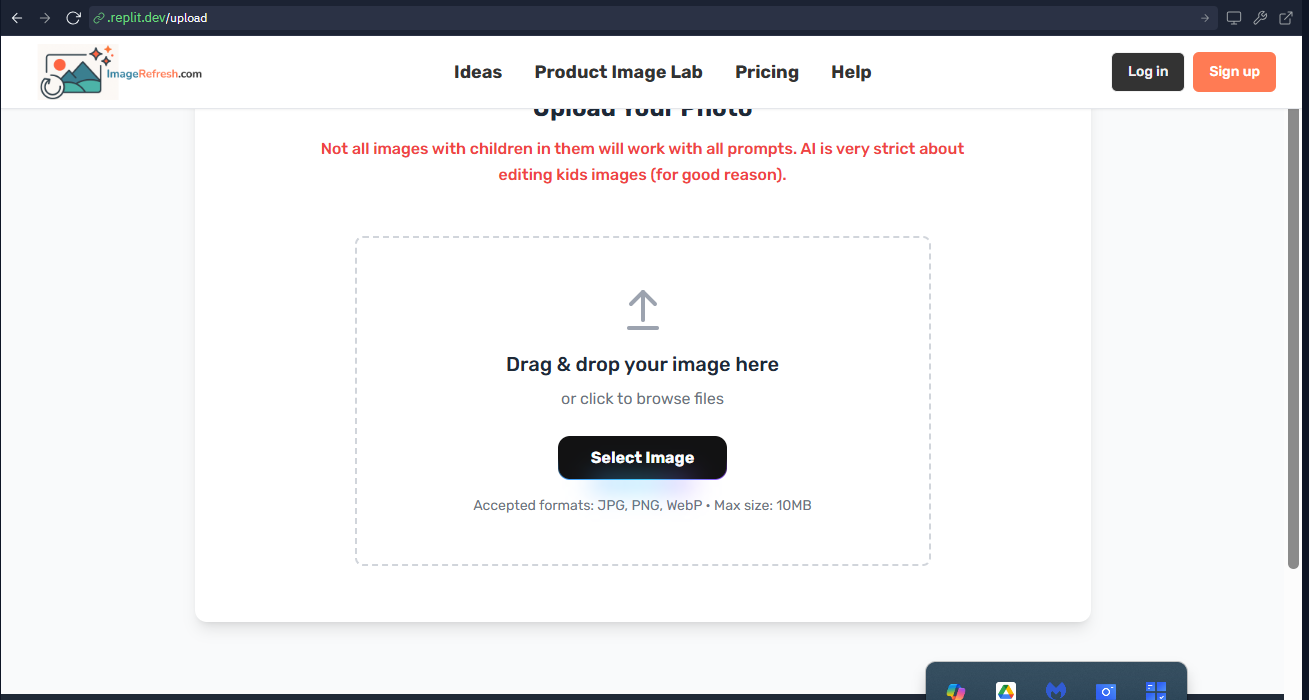 .replit.dev/upload
ImageRefresh.com
Ideas
Product Image Lab
Pricing
Help
Log in
Sign up
Upload Your Photo
Not all images with children in them will work with all prompts. AI is very strict about
editing kids images (for good reason).
Drag & drop your image here
or click to browse files
Select Image
Accepted formats: JPG, PNG, WebP • Max size: 10MB